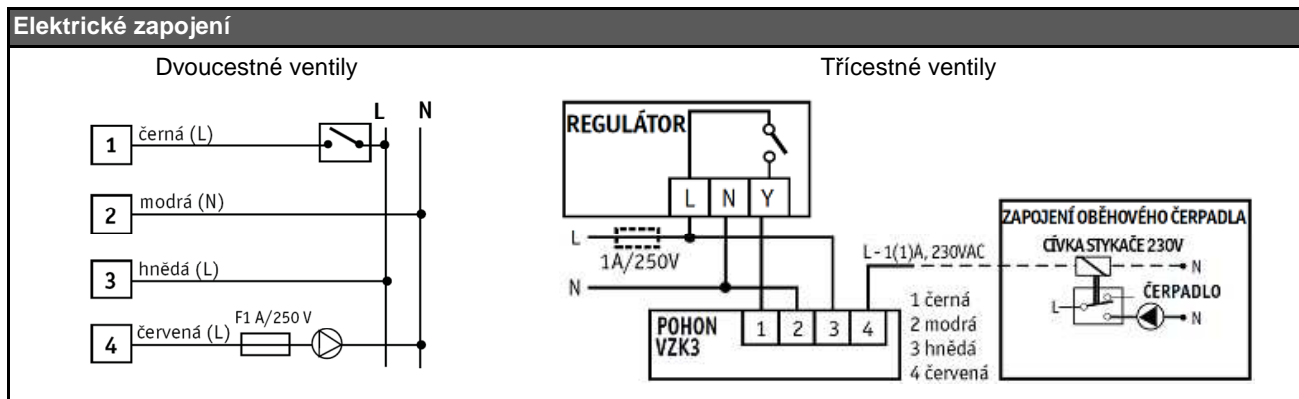 Elektrické zapojení
Dvoucestné ventily
L N
1 černá (L)
2 modrá (N)
3 hnědá (L)
4 červená (L) F1 A/250 V
Třícestné ventily
REGULÁTOR
L N Y
L
1A/250V
N
POHON
VZK3
1 2 3 4
L - 1(1)A, 230VAC
1 černá
2 modrá
3 hnědá
4 červená
ZAPOJENÍ OBĚHOVÉHO ČERPADLA
CÍVKA STYKAČE 230V
N
ČERPADLO
L
N